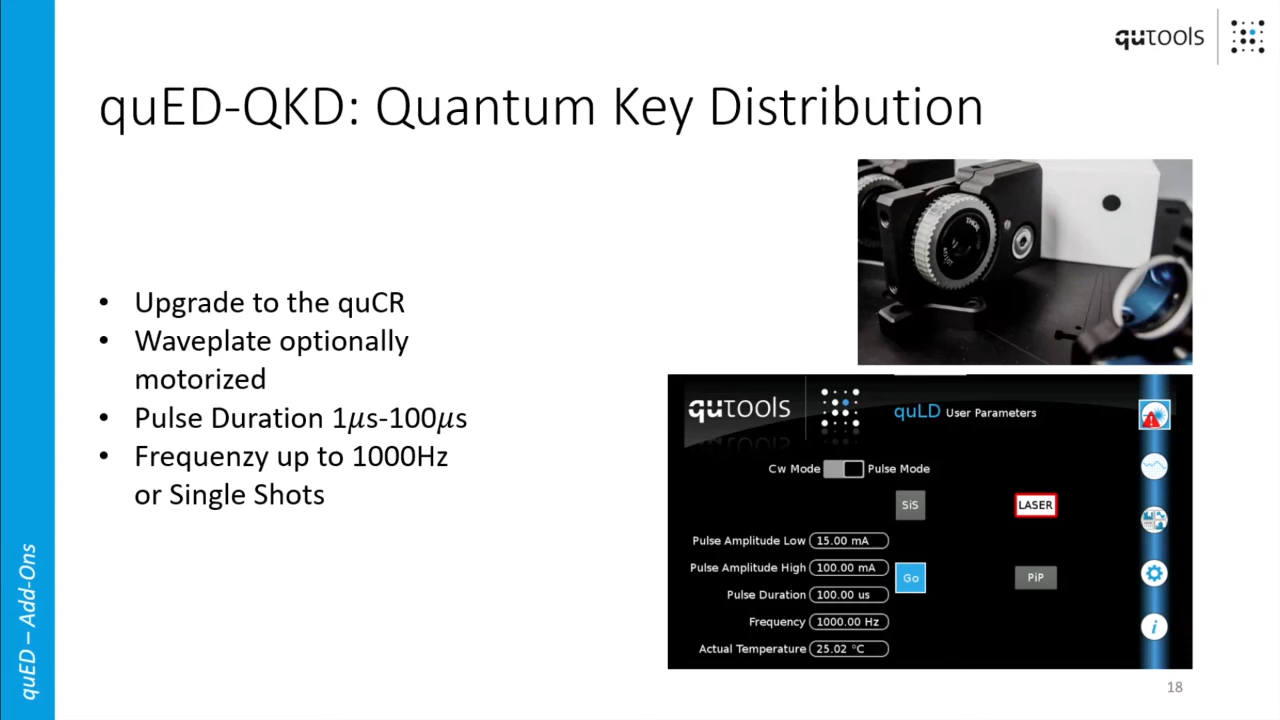 qutools
quED-QKD: Quantum Key Distribution
• Upgrade to the quCR
• Waveplate optionally
motorized
• Pulse Duration 1𝜇s-100𝜇s
• Frequenzy up to 1000Hz
or Single Shots
quED – Add-Ons
THOR
qutools
quLD User Parameters
Cw Mode Pulse Mode
SiS LASER
Pulse Amplitude Low 15.00 mA
Pulse Amplitude High 100.00 mA
Go PiP
Pulse Duration 100.00 us
Frequency 1000.00 Hz
Actual Temperature 25.02 °C
i
18